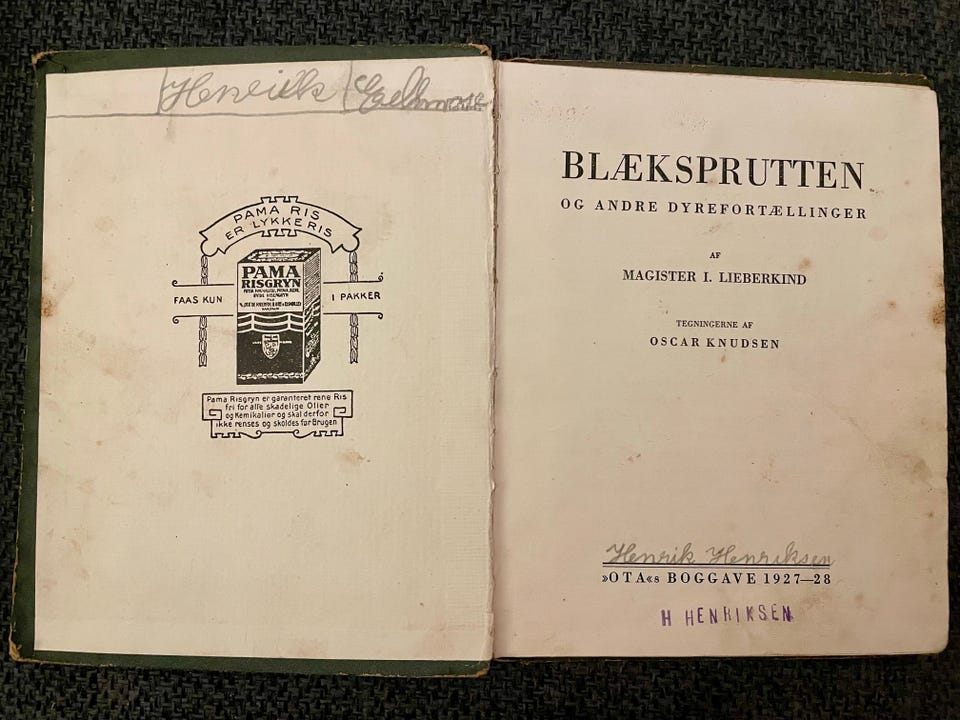 Henrik
PAMA RIS
ER LYKKERIS
FAAS KUN I PAKKER
PAMA
RISGRYN
Pama Risgryn er garanteret rene Ris
fri for alle skadelige Olier
og Kemikalier og skal derfor
ikke renses og skoldes før Brugen
BLÆKSPRUTTEN
OG ANDRE DYREFORTÆLLINGER
AF
MAGISTER I. LIEBERKIND
TEGNINGERNE AF
OSCAR KNUDSEN
Henrik Henriksen
»OTA«s BOGGAVE 1927—28
H HENRIKSEN